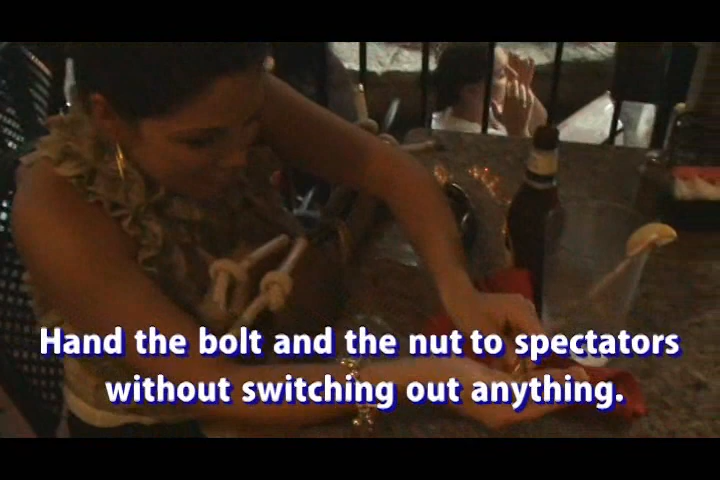 Hand the bolt and the nut to spectators
without switching out anything.